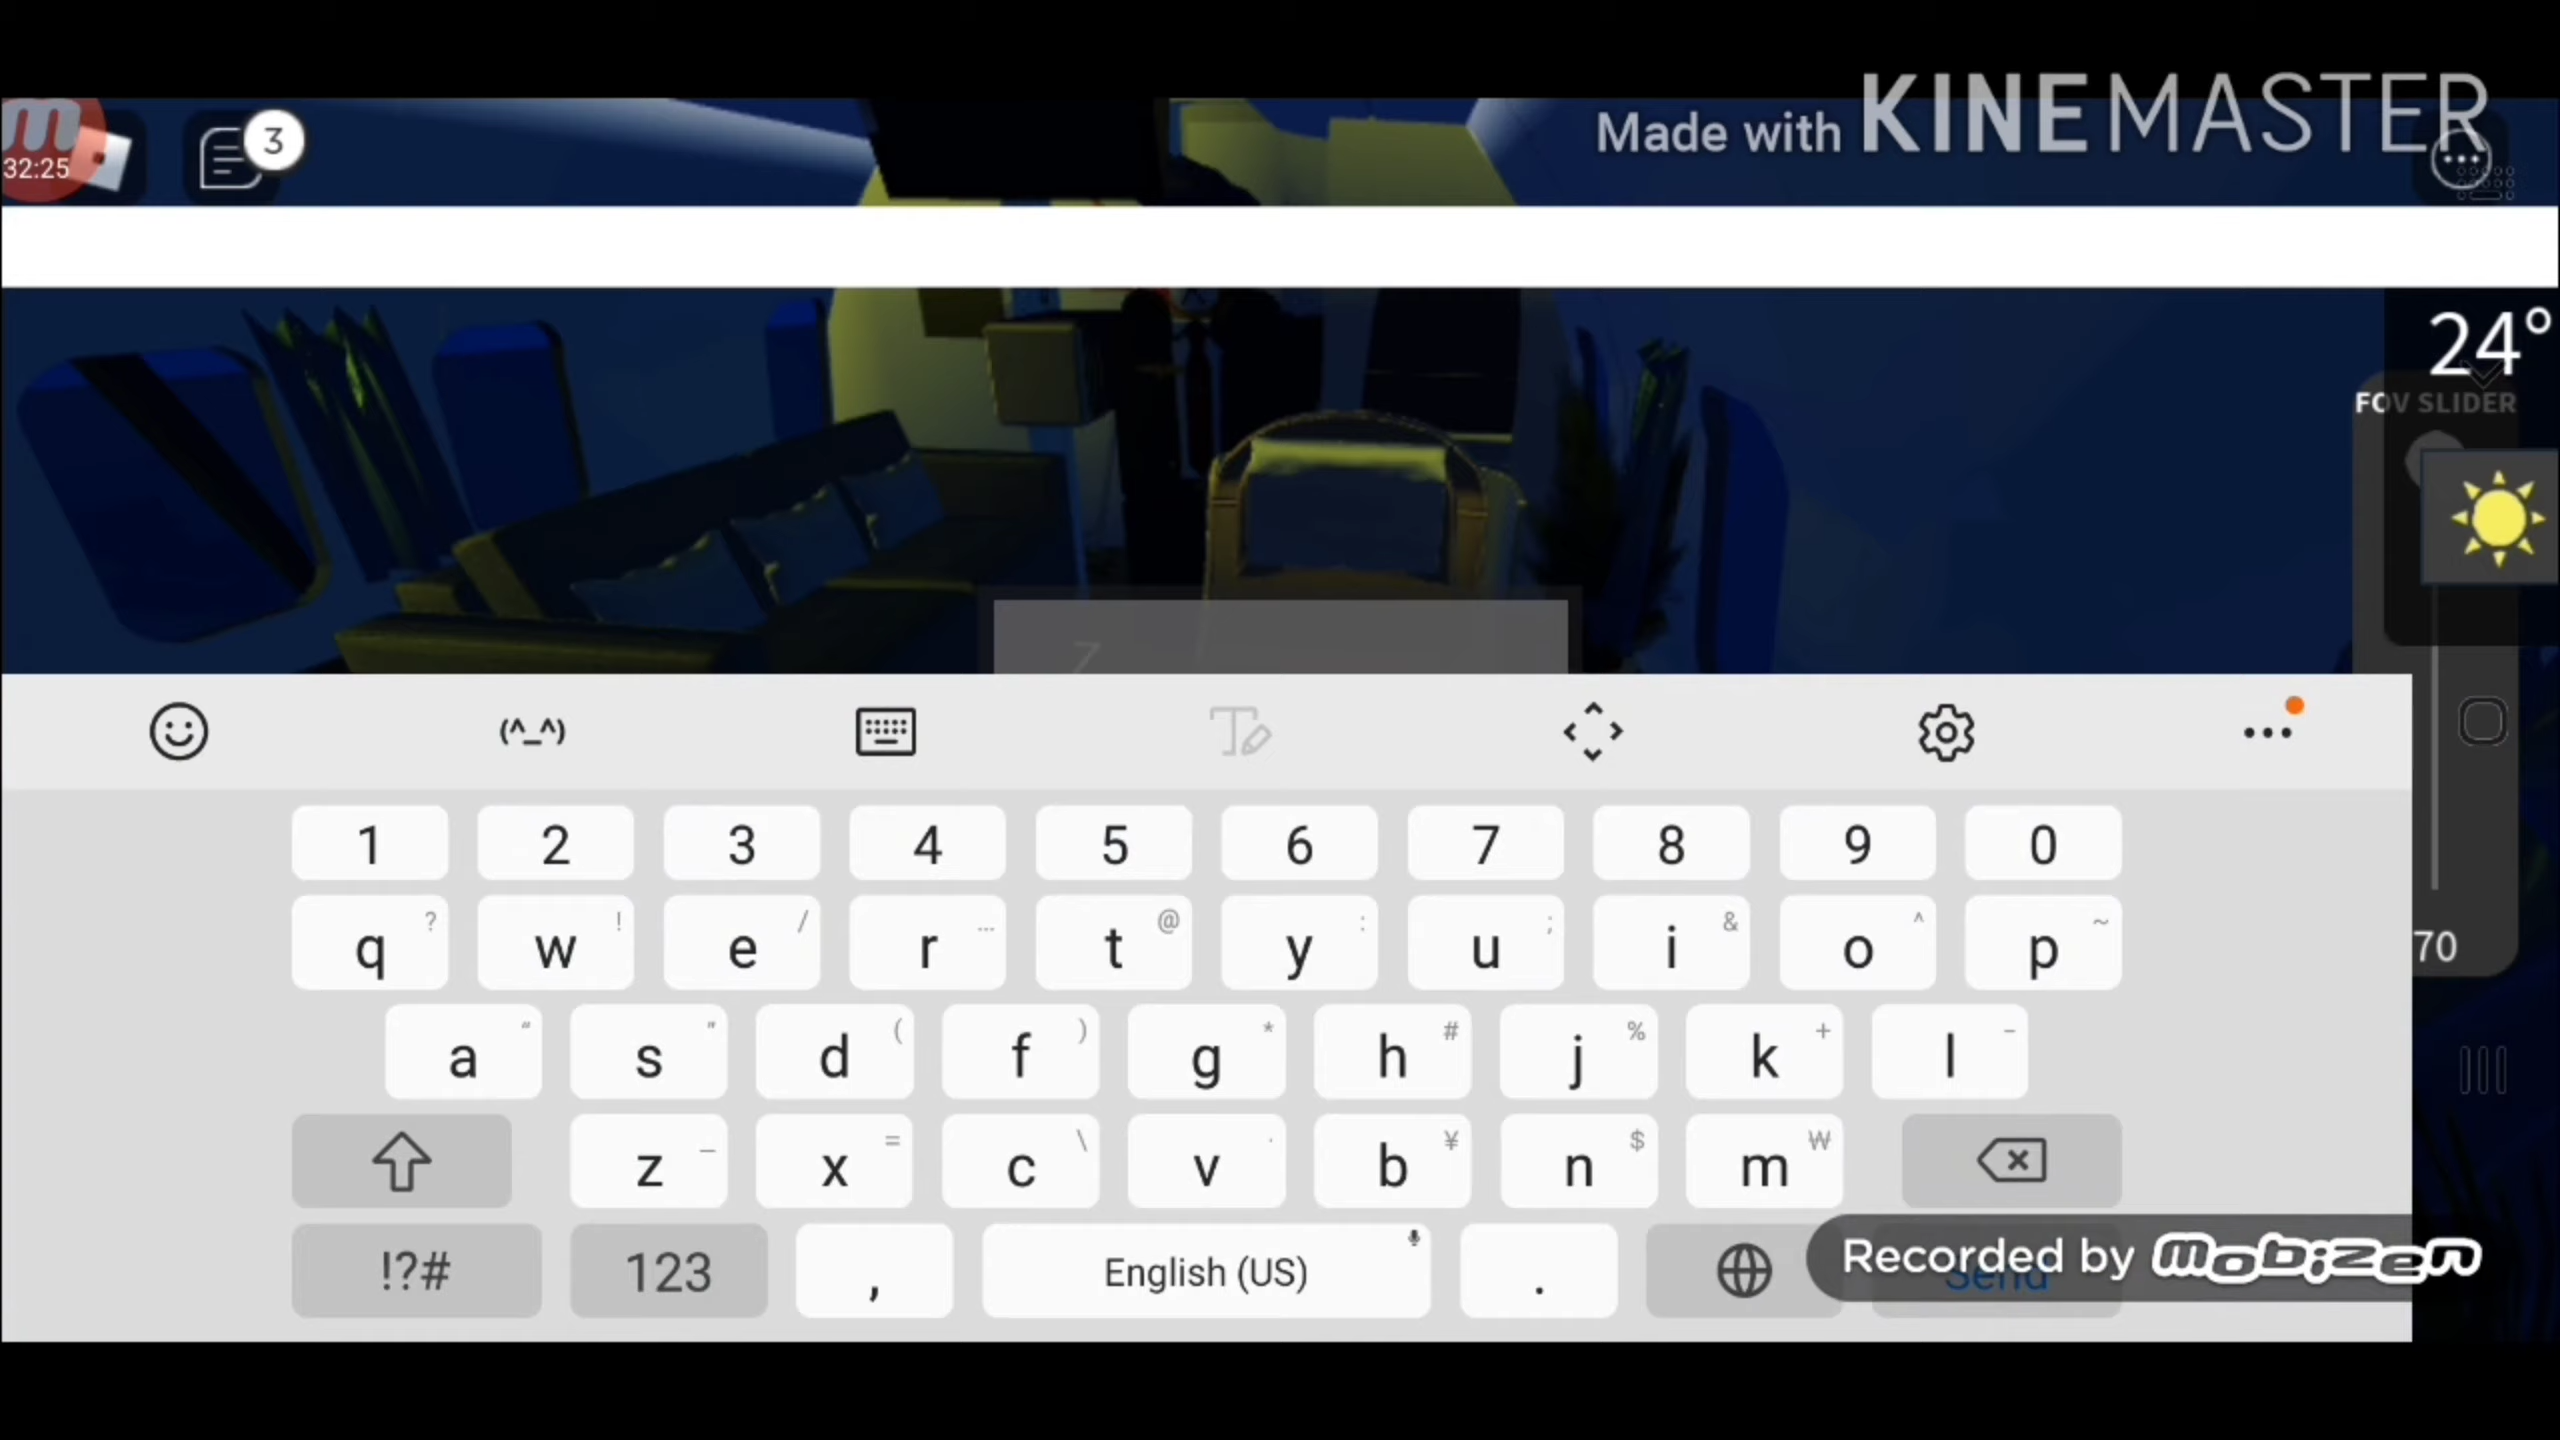 Made with KINEMASTER
32:25
3
24°
FOV SLIDER
z
(^_^)
1 2 3 4 5 6 7 8 9 0
q ? w ! e / r ... t @ y : u ; i & o ^ p ~
70
a “ s " d ( f ) g * h # j % k + l -
z _ x = c \ v · b ¥ n $ m ₩
!?# 123 , English (US) . Send
Recorded by mobizen